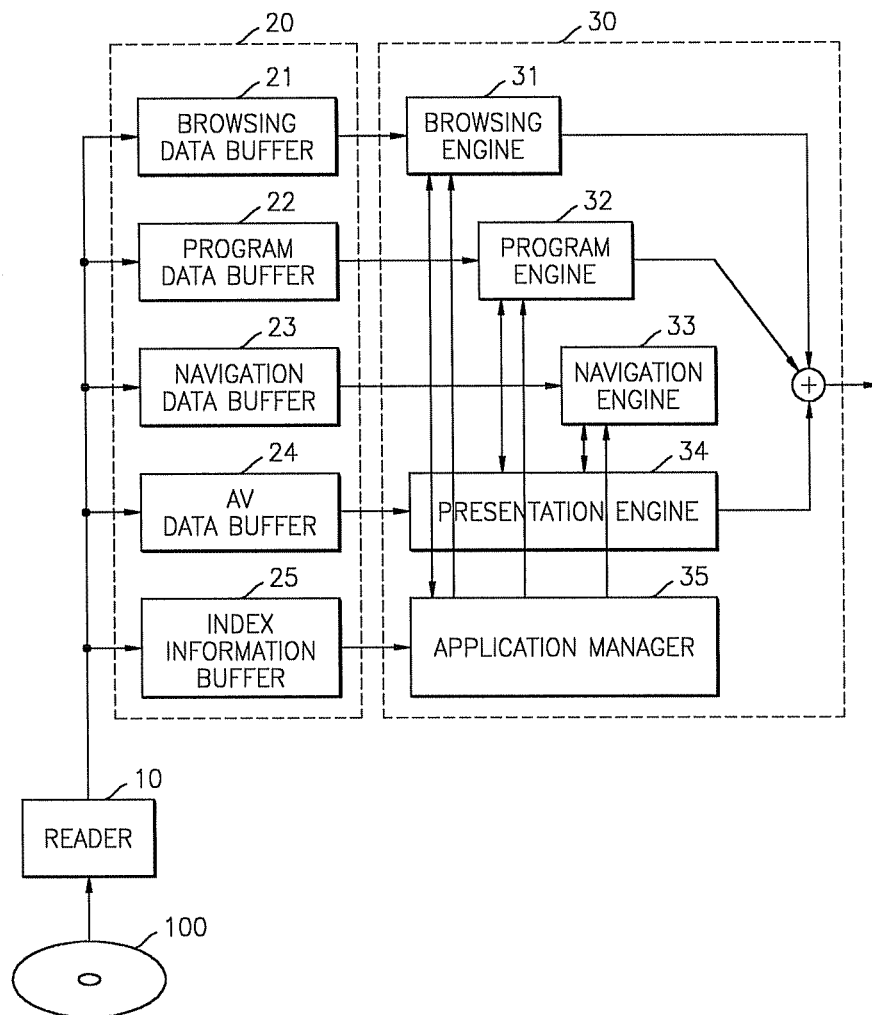 20
30
21
BROWSING
DATA BUFFER
31
BROWSING
ENGINE
22
PROGRAM
DATA BUFFER
32
PROGRAM
ENGINE
23
NAVIGATION
DATA BUFFER
33
NAVIGATION
ENGINE
24
AV
DATA BUFFER
34
PRESENTATION ENGINE
25
INDEX
INFORMATION
BUFFER
35
APPLICATION MANAGER
10
READER
100